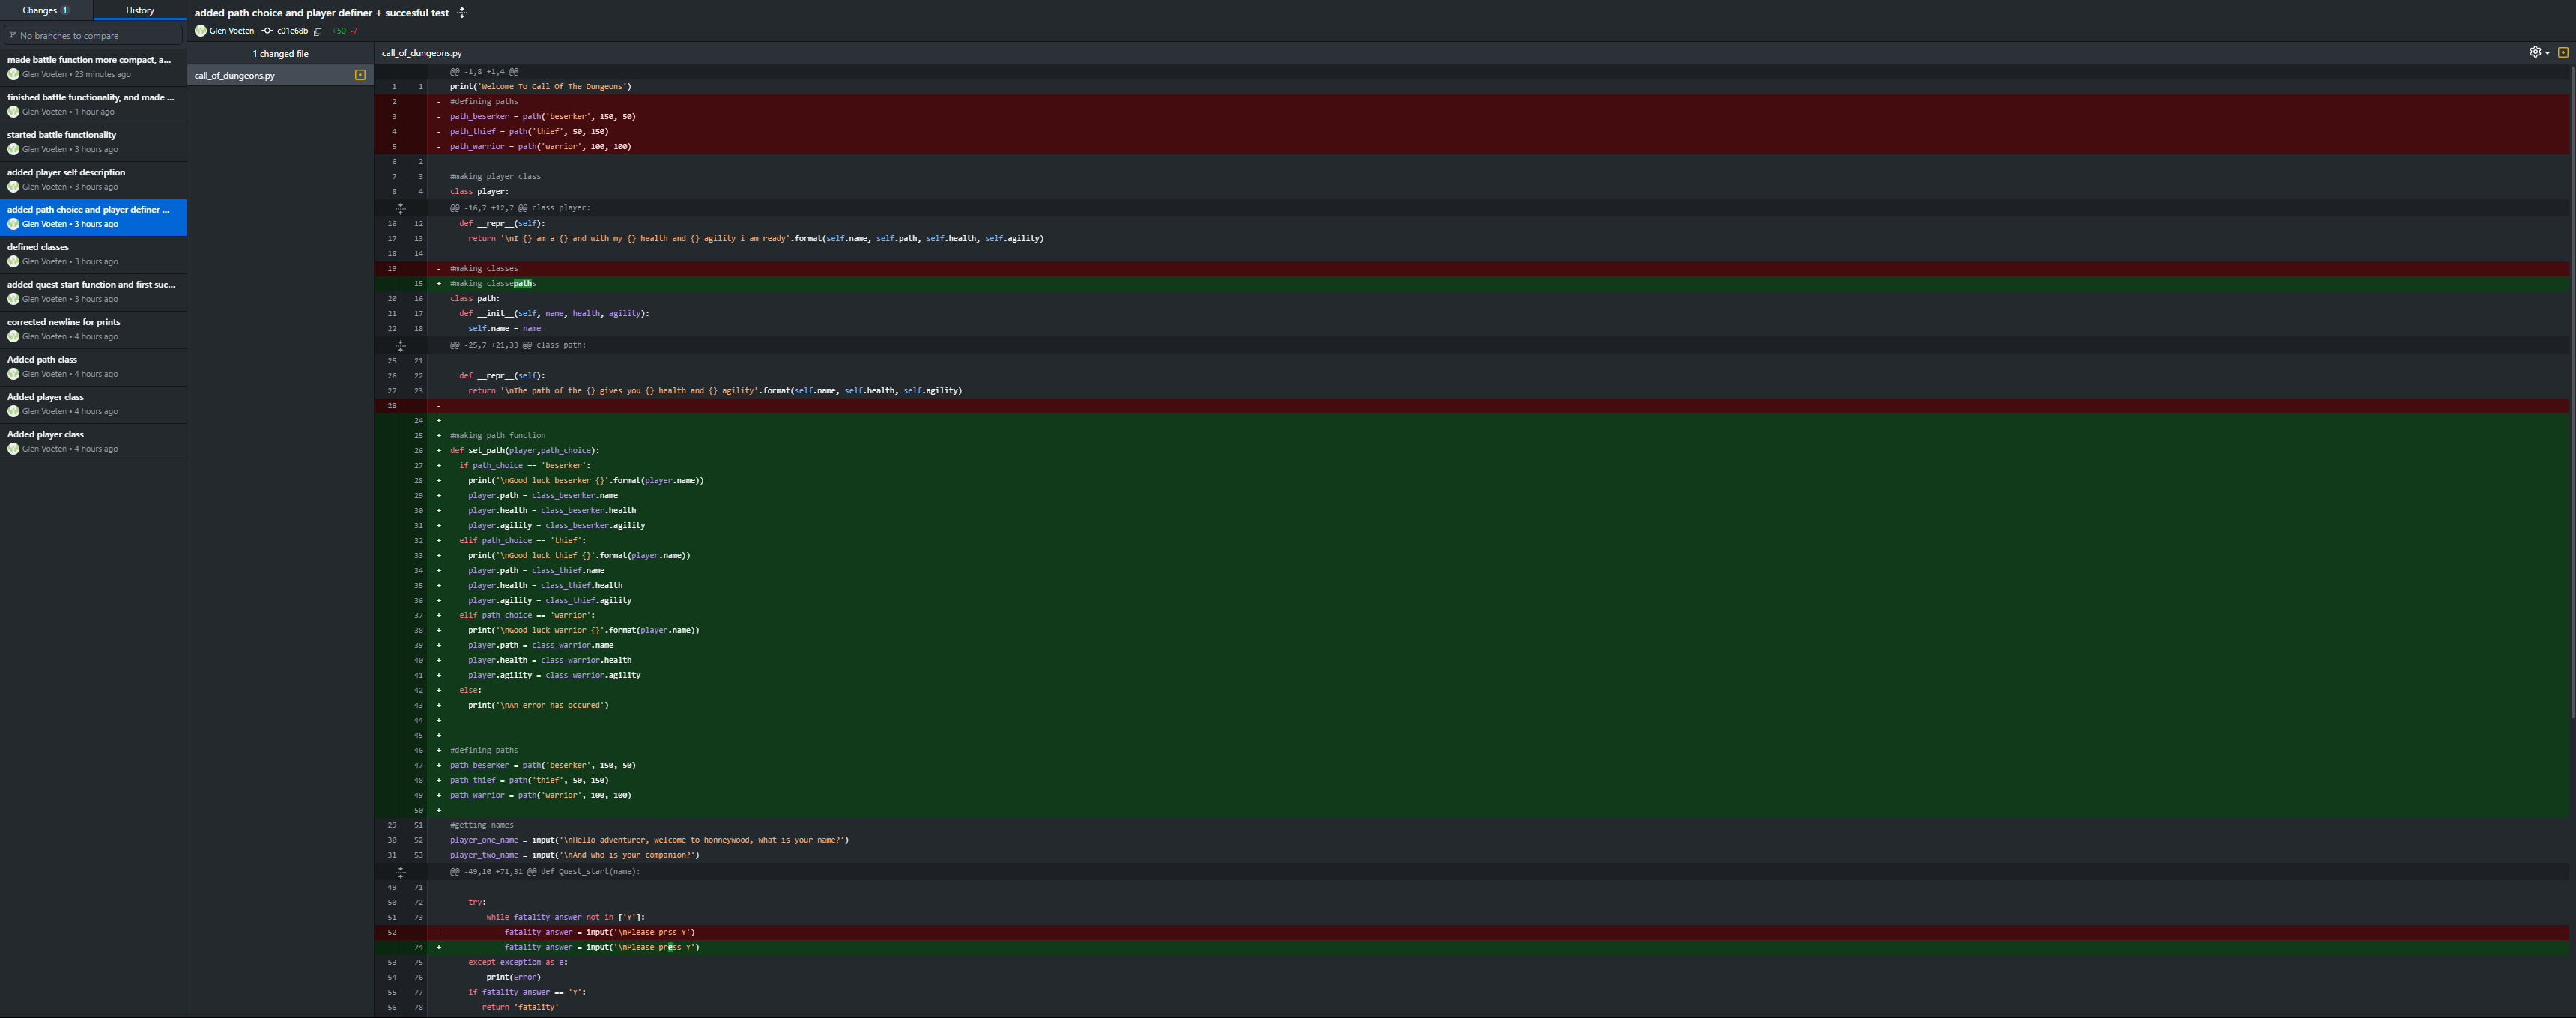 Changes 1 History
No branches to compare
made battle function more compact, a...
Glen Voeten • 23 minutes ago
finished battle functionality, and made ...
Glen Voeten • 1 hour ago
started battle functionality
Glen Voeten • 3 hours ago
added player self description
Glen Voeten • 3 hours ago
added path choice and player definer ...
Glen Voeten • 3 hours ago
defined classes
Glen Voeten • 3 hours ago
added quest start function and first suc...
Glen Voeten • 3 hours ago
corrected newline for prints
Glen Voeten • 4 hours ago
Added path class
Glen Voeten • 4 hours ago
Added player class
Glen Voeten • 4 hours ago
Added player class
Glen Voeten • 4 hours ago
added path choice and player definer + succesful test
Glen Voeten c01e68b +50 -7
1 changed file
call_of_dungeons.py
call_of_dungeons.py
@@ -1,8 +1,4 @@
1 1 print('Welcome To Call Of The Dungeons')
2 - #defining paths
3 - path_beserker = path('beserker', 150, 50)
4 - path_thief = path('thief', 50, 150)
5 - path_warrior = path('warrior', 100, 100)
6 2
7 3 #making player class
8 4 class player:
@@ -16,7 +12,7 @@ class player:
16 12 def __repr__(self):
17 13 return '\nI {} am a {} and with my {} health and {} agility i am ready'.format(self.name, self.path, self.health, self.agility)
18 14
19 - #making classes
15 + #making classepaths
20 16 class path:
21 17 def __init__(self, name, health, agility):
22 18 self.name = name
@@ -25,7 +21,33 @@ class path:
25 21
26 22 def __repr__(self):
27 23 return '\nThe path of the {} gives you {} health and {} agility'.format(self.name, self.health, self.agility)
28 -
24 +
25 + #making path function
26 + def set_path(player,path_choice):
27 + if path_choice == 'beserker':
28 + print('\nGood luck beserker {}'.format(player.name))
29 + player.path = class_beserker.name
30 + player.health = class_beserker.health
31 + player.agility = class_beserker.agility
32 + elif path_choice == 'thief':
33 + print('\nGood luck thief {}'.format(player.name))
34 + player.path = class_thief.name
35 + player.health = class_thief.health
36 + player.agility = class_thief.agility
37 + elif path_choice == 'warrior':
38 + print('\nGood luck warrior {}'.format(player.name))
39 + player.path = class_warrior.name
40 + player.health = class_warrior.health
41 + player.agility = class_warrior.agility
42 + else:
43 + print('\nAn error has occured')
44 +
45 +
46 + #defining paths
47 + path_beserker = path('beserker', 150, 50)
48 + path_thief = path('thief', 50, 150)
49 + path_warrior = path('warrior', 100, 100)
50 +
29 51 #getting names
30 52 player_one_name = input('\nHello adventurer, welcome to honneywood, what is your name?')
31 53 player_two_name = input('\nAnd who is your companion?')
@@ -49,10 +71,31 @@ def Quest_start(name):
49 71
50 72 try:
51 73 while fatality_answer not in ['Y']:
52 - fatality_answer = input('\nPlease prss Y')
74 + fatality_answer = input('\nPlease press Y')
53 75 except exception as e:
54 76 print(Error)
55 77 if fatality_answer == 'Y':
56 78 return 'fatality'